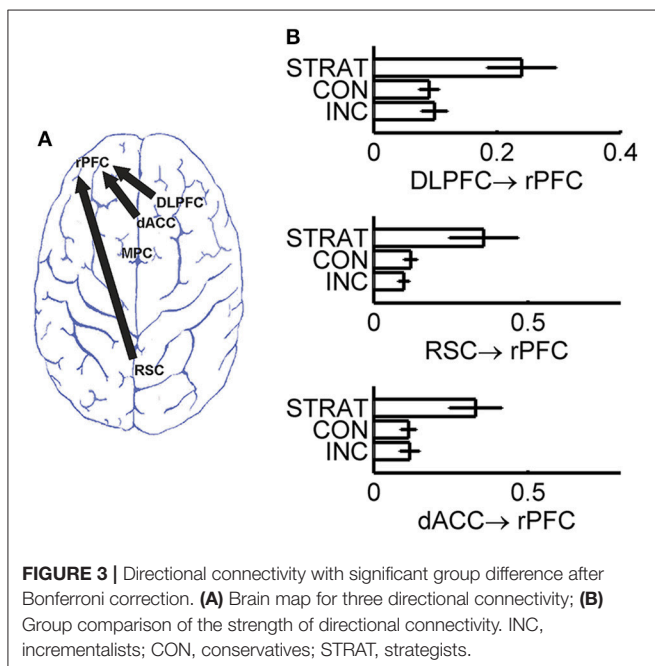 A
rPFC
DLPFC
dACC
MPC
RSC
B
STRAT
CON
INC
0 0.2 0.4
DLPFC→ rPFC
STRAT
CON
INC
0 0.5
RSC→ rPFC
STRAT
CON
INC
0 0.5
dACC→ rPFC
FIGURE 3 | Directional connectivity with significant group difference after
Bonferroni correction. (A) Brain map for three directional connectivity; (B)
Group comparison of the strength of directional connectivity. INC,
incrementalists; CON, conservatives; STRAT, strategists.